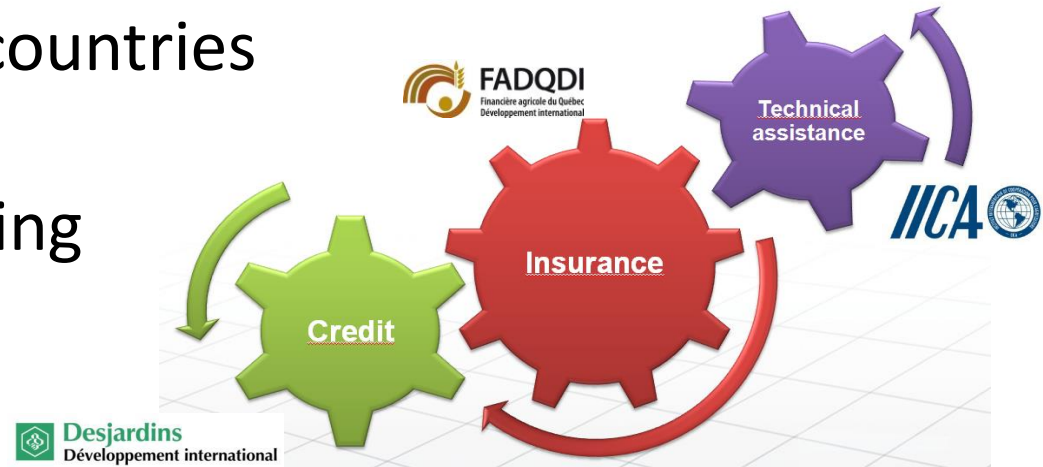 countries
ing
FADQDI
Financière agricole du Québec
Développement international
Technical
assistance
IICA
Insurance
Credit
Desjardins
Développement international